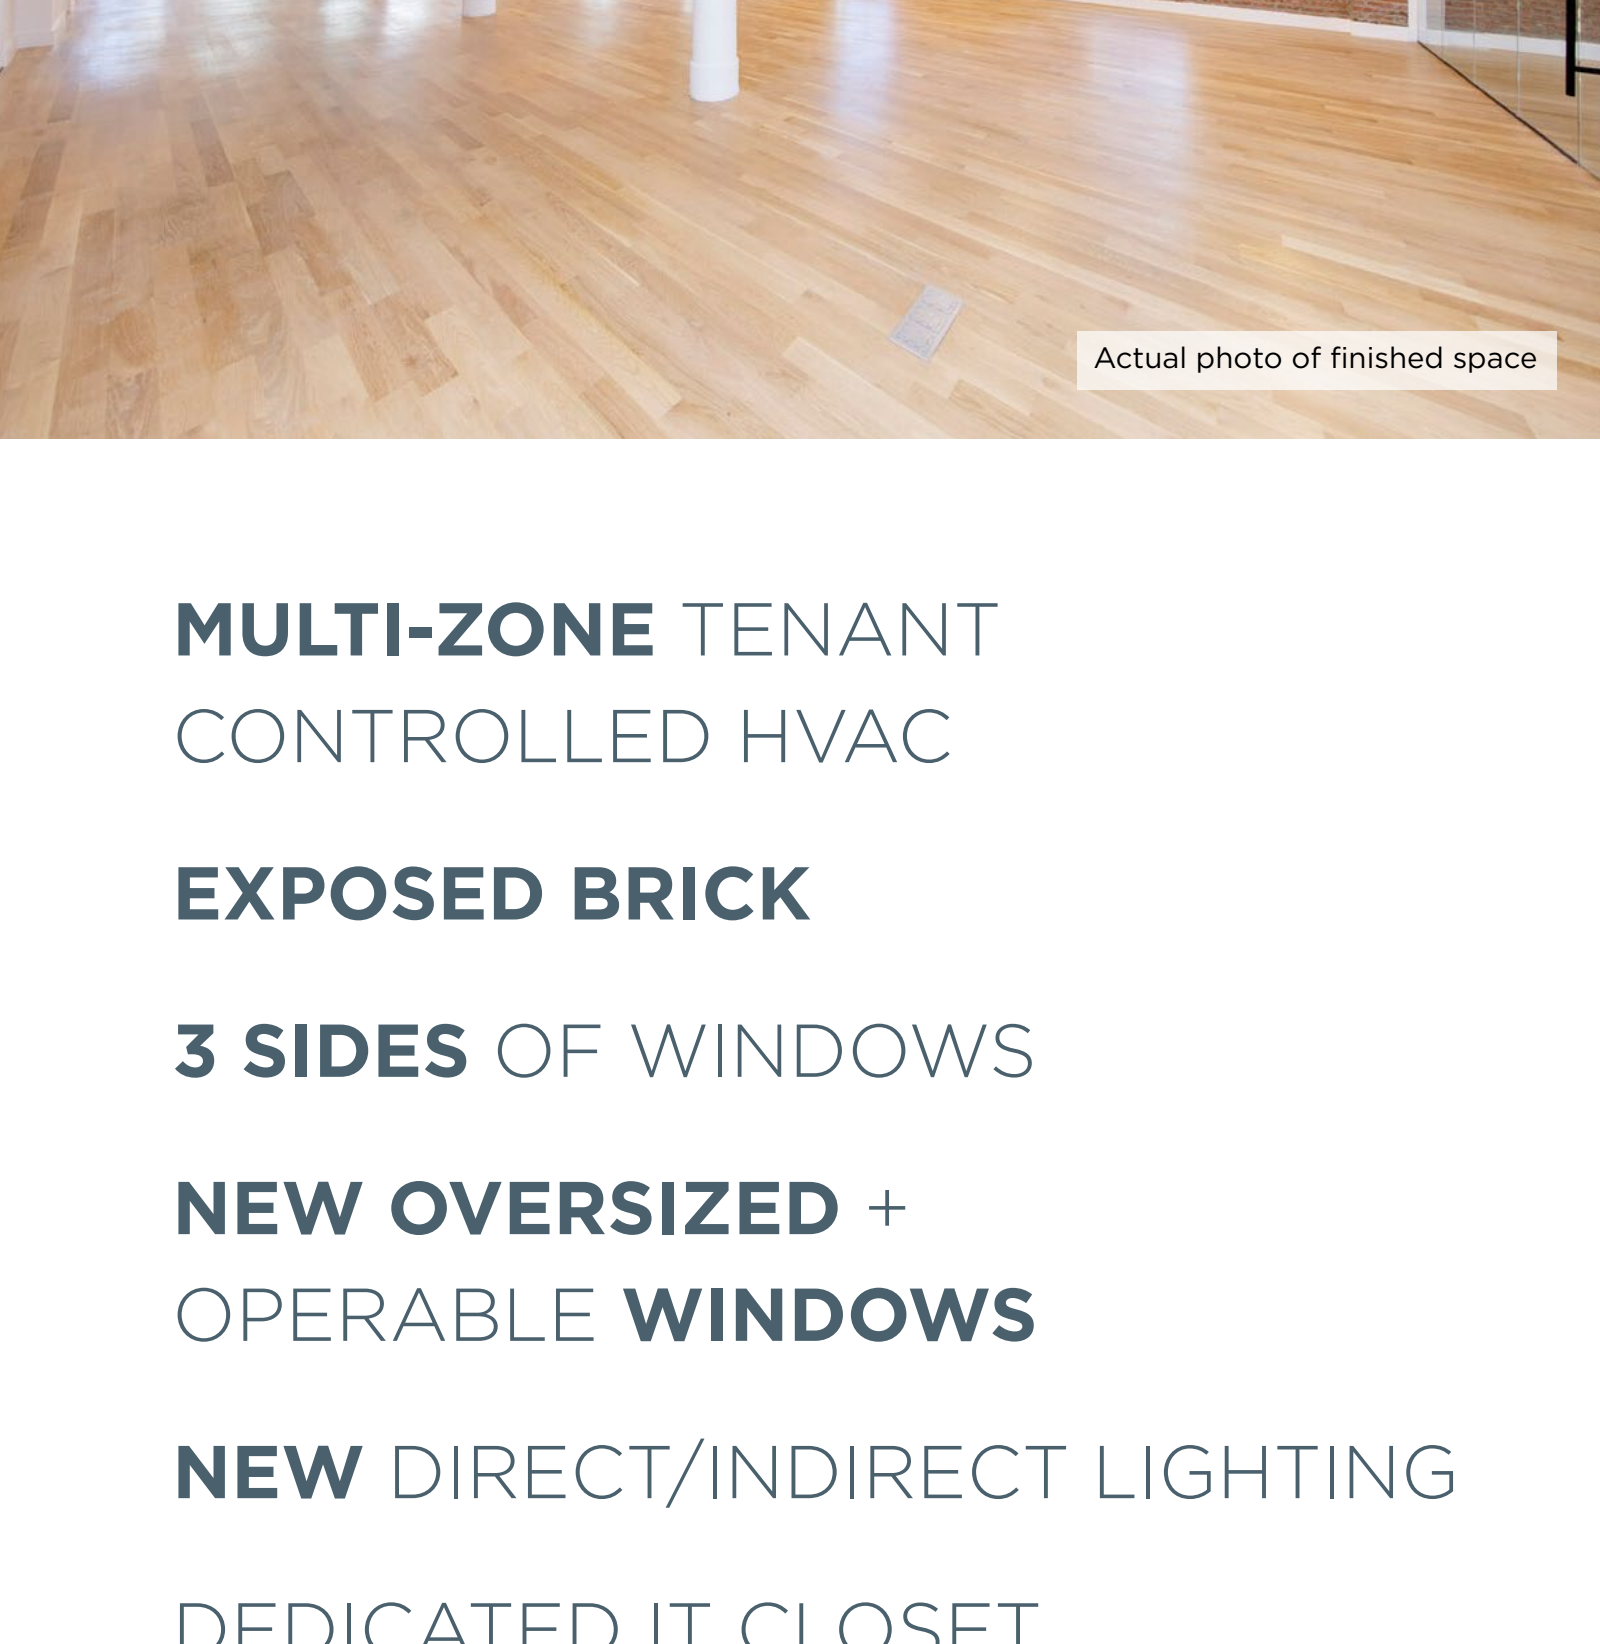 Actual photo of finished space
MULTI-ZONE TENANT
CONTROLLED HVAC
EXPOSED BRICK
3 SIDES OF WINDOWS
NEW OVERSIZED +
OPERABLE WINDOWS
NEW DIRECT/INDIRECT LIGHTING
DEDICATED IT CLOSET